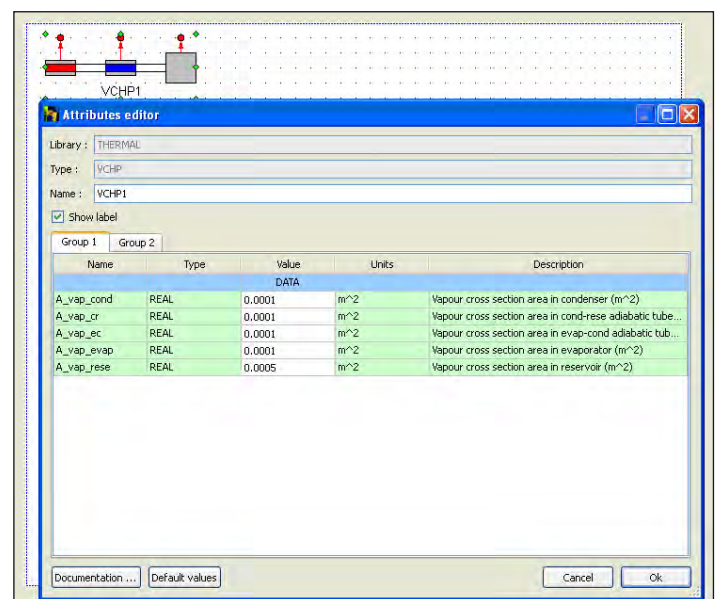 VCHP1
Attributes editor
Library : THERMAL
Type : VCHP
Name : VCHP1
Show label
Group 1 Group 2
Name Type Value Units Description
DATA
A_vap_cond REAL 0.0001 m^2 Vapour cross section area in condenser (m^2)
A_vap_cr REAL 0.0001 m^2 Vapour cross section area in cond-rese adiabatic tube...
A_vap_ec REAL 0.0001 m^2 Vapour cross section area in evap-cond adiabatic tub...
A_vap_evap REAL 0.0001 m^2 Vapour cross section area in evaporator (m^2)
A_vap_rese REAL 0.0005 m^2 Vapour cross section area in reservoir (m^2)
Documentation ... Default values Cancel Ok